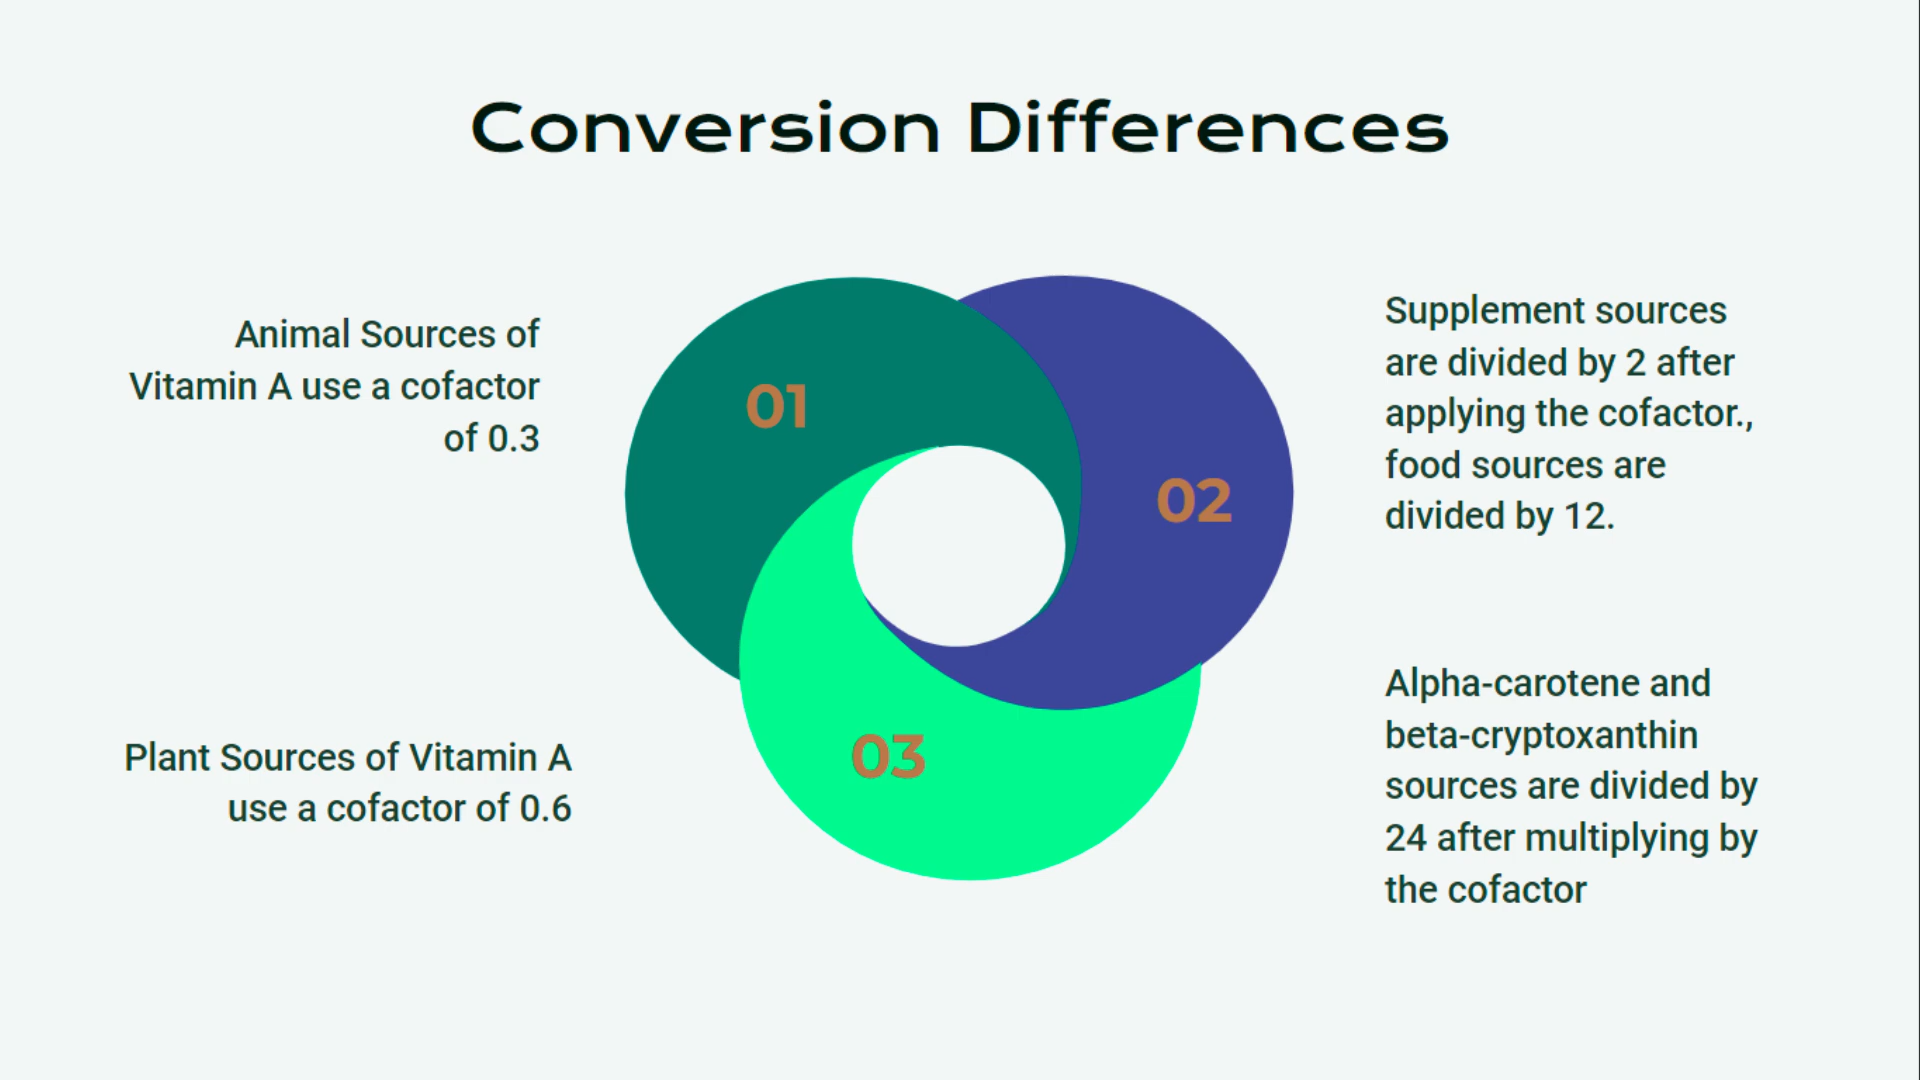 Conversion Differences
Animal Sources of
Vitamin A use a cofactor
of 0.3
01
02
Supplement sources
are divided by 2 after
applying the cofactor.,
food sources are
divided by 12.
Plant Sources of Vitamin A
use a cofactor of 0.6
03
Alpha-carotene and
beta-cryptoxanthin
sources are divided by
24 after multiplying by
the cofactor